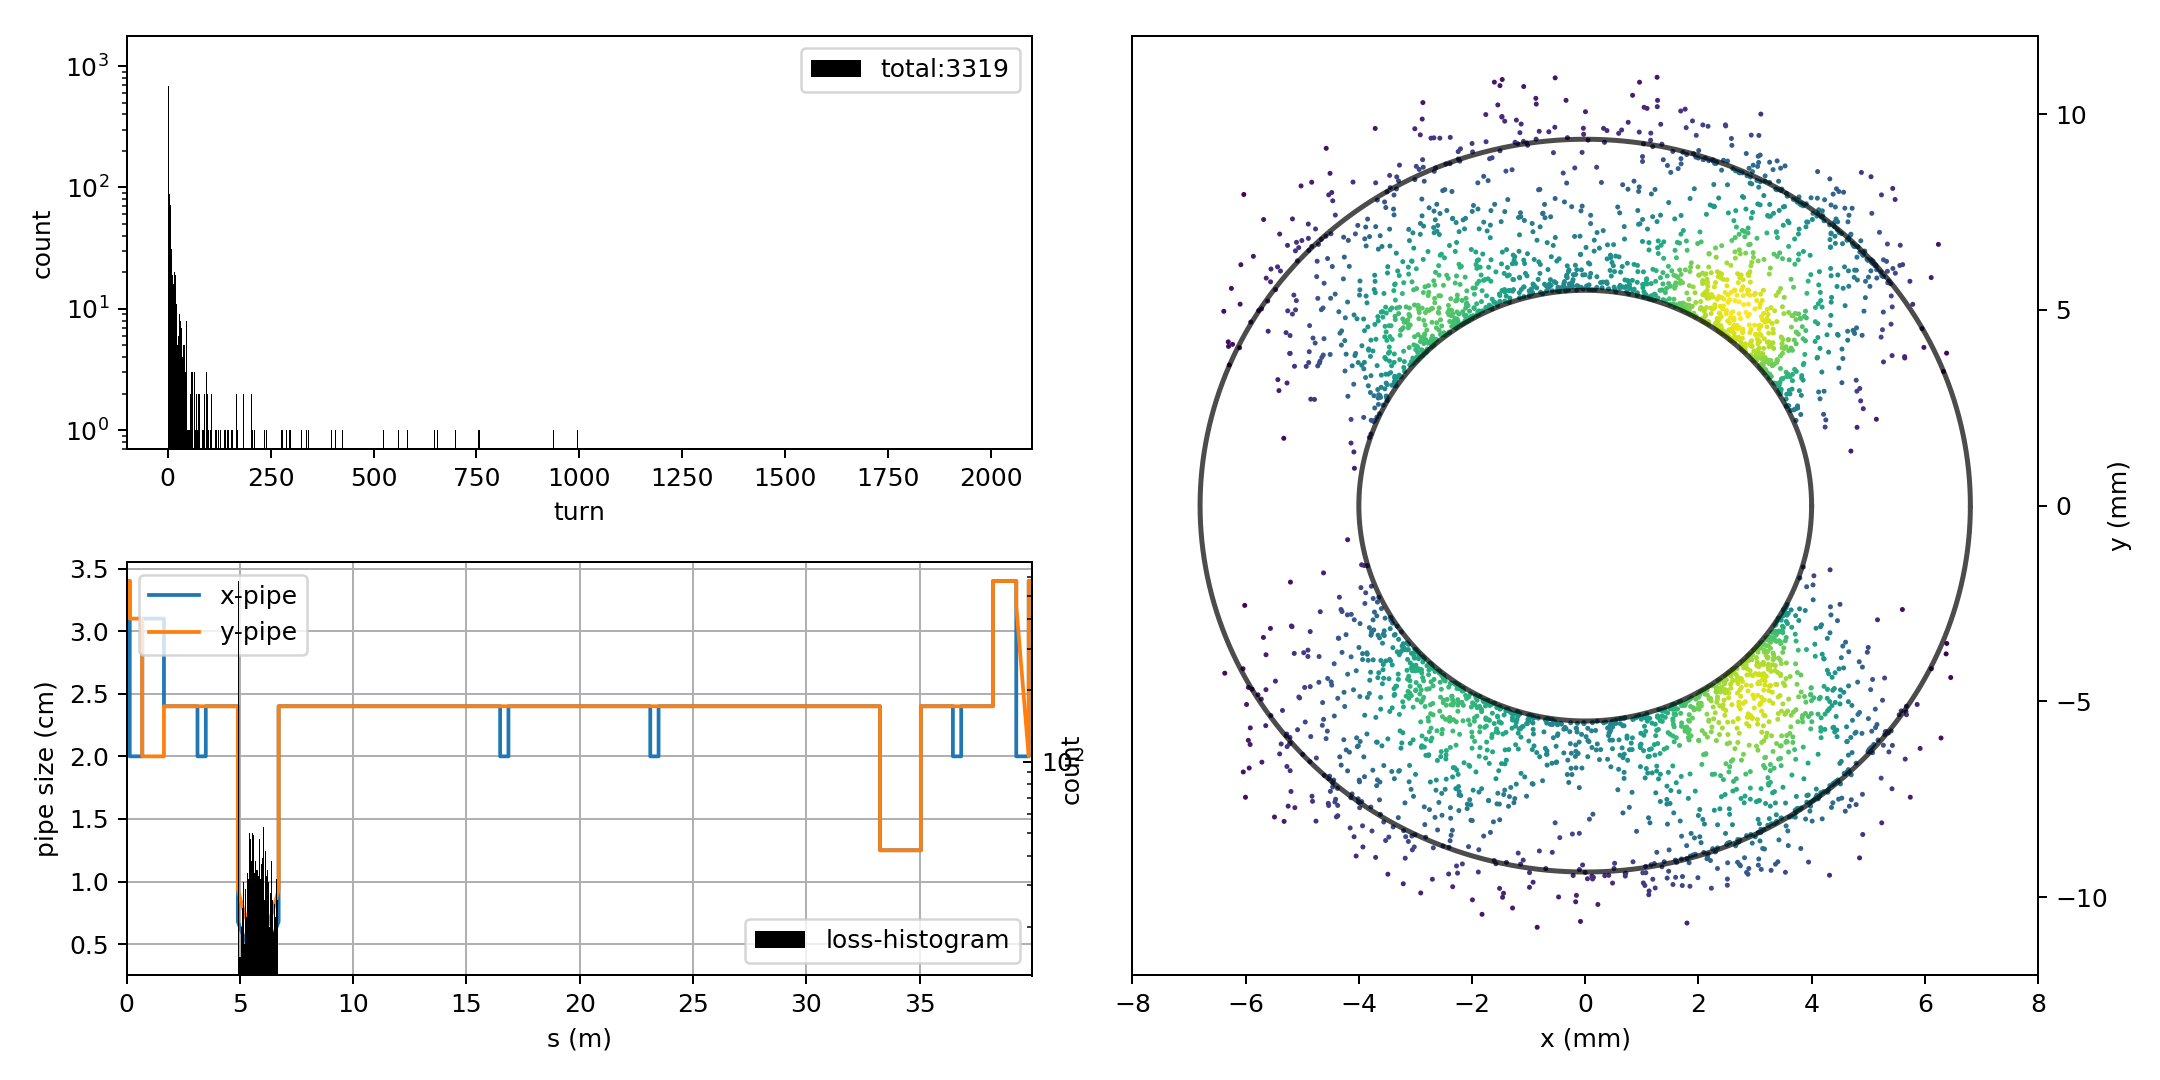 total:3319
10³
10²
10¹
10⁰
count
0 250 500 750 1000 1250 1500 1750 2000
turn
x-pipe
y-pipe
loss-histogram
3.5
3.0
2.5
2.0
1.5
1.0
0.5
pipe size (cm)
10²
count
0 5 10 15 20 25 30 35
s (m)
10
5
0
−5
−10
y (mm)
−8 −6 −4 −2 0 2 4 6 8
x (mm)